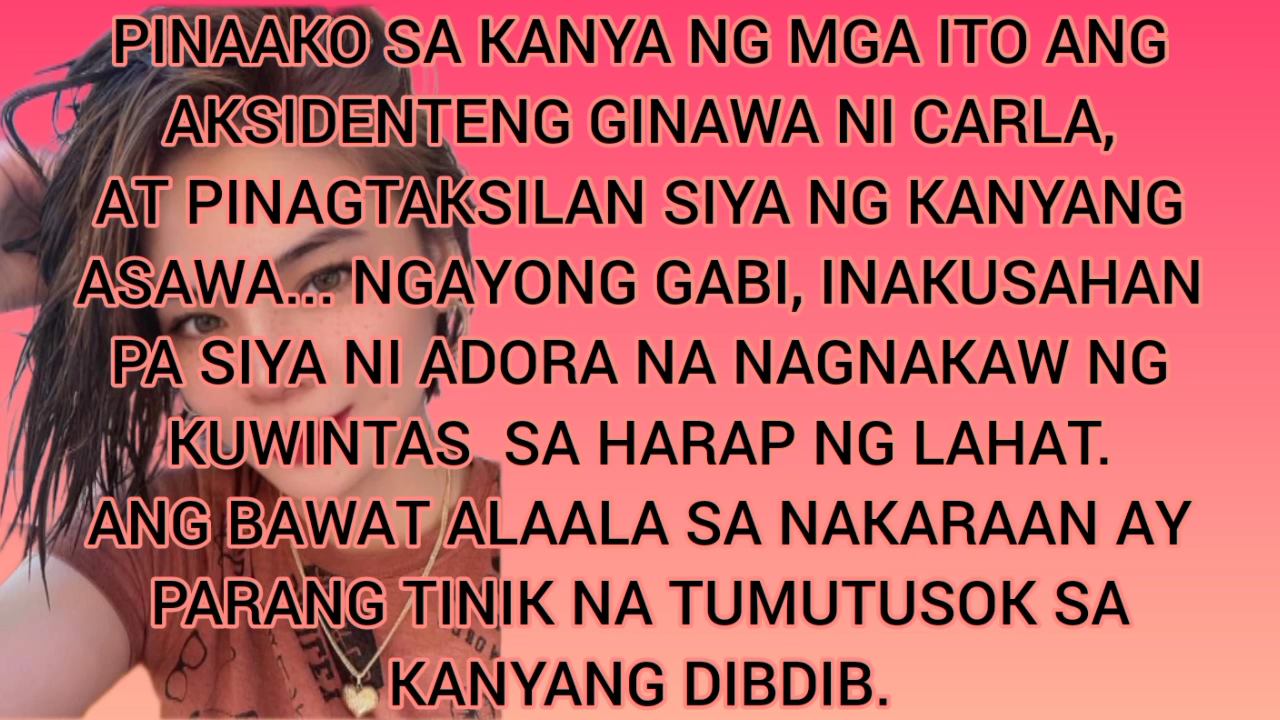 PINAAKO SA KANYA NG MGA ITO ANG
AKSIDENTENG GINAWA NI CARLA,
AT PINAGTAKSILAN SIYA NG KANYANG
ASAWA... NGAYONG GABI, INAKUSAHAN
PA SIYA NI ADORA NA NAGNAKAW NG
KUWINTAS SA HARAP NG LAHAT.
ANG BAWAT ALAALA SA NAKARAAN AY
PARANG TINIK NA TUMUTUSOK SA
KANYANG DIBDIB.